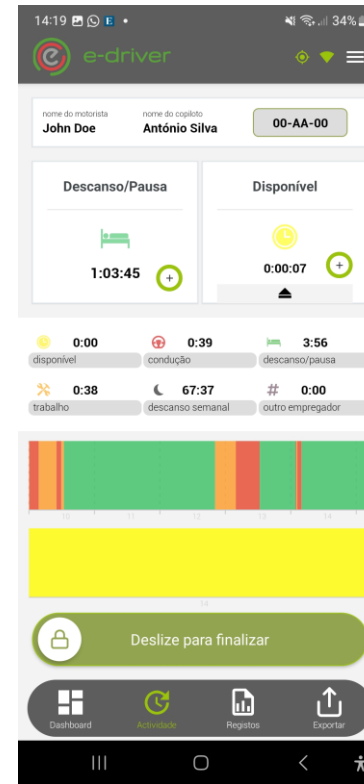 14:19
34%
e-driver
nome do motorista
nome do copiloto
John Doe
António Silva
00-AA-00
Descanso/Pausa
Disponível
1:03:45
+
0:00:07
+
0:00
0:39
3:56
disponível
condução
descanso/pausa
0:38
67:37
# 0:00
trabalho
descanso semanal
outro empregador
10 11 12 13 14
14
Deslize para finalizar
Dashboard
Actividade
Registos
Exportar